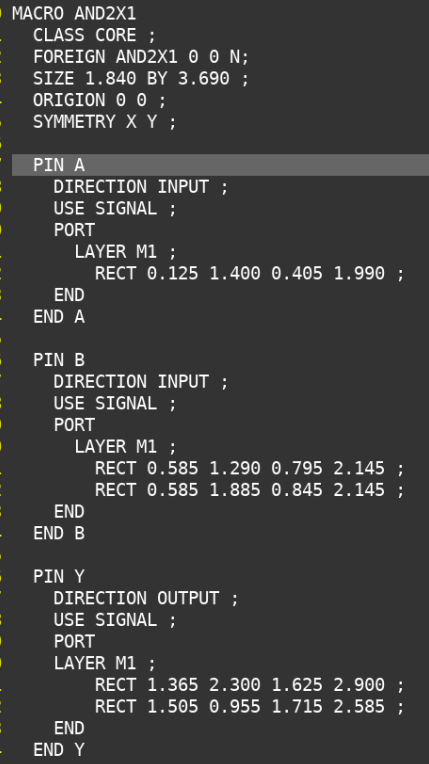 MACRO AND2X1
CLASS CORE ;
FOREIGN AND2X1 0 0 N;
SIZE 1.840 BY 3.690 ;
ORIGION 0 0 ;
SYMMETRY X Y ;
PIN A
DIRECTION INPUT ;
USE SIGNAL ;
PORT
LAYER M1 ;
RECT 0.125 1.400 0.405 1.990 ;
END
END A
PIN B
DIRECTION INPUT ;
USE SIGNAL ;
PORT
LAYER M1 ;
RECT 0.585 1.290 0.795 2.145 ;
RECT 0.585 1.885 0.845 2.145 ;
END
END B
PIN Y
DIRECTION OUTPUT ;
USE SIGNAL ;
PORT
LAYER M1 ;
RECT 1.365 2.300 1.625 2.900 ;
RECT 1.505 0.955 1.715 2.585 ;
END
END Y